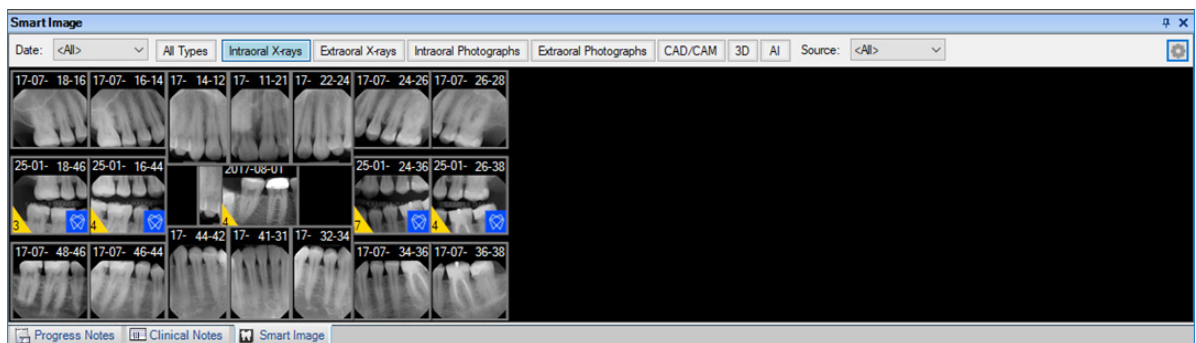 Smart Image
Date: <All> All Types Intraoral X-rays Extraoral X-rays Intraoral Photographs Extraoral Photographs CAD/CAM 3D AI Source: <All>
17-07- 18-16 17-07- 16-14 17- 14-12 17- 11-21 17- 22-24 17-07- 24-26 17-07- 26-28
25-01- 18-46 25-01- 16-44 2017-08-01 25-01- 24-36 25-01- 26-38
3 4 4 7 4
17- 44-42 17- 41-31 17- 32-34
17-07- 48-46 17-07- 46-44 17-07- 34-36 17-07- 36-38
Progress Notes Clinical Notes Smart Image